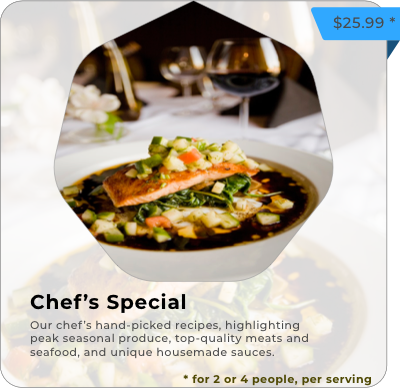 $25.99 *
Chef’s Special
Our chef’s hand-picked recipes, highlighting
peak seasonal produce, top-quality meats and
seafood, and unique housemade sauces.
* for 2 or 4 people, per serving